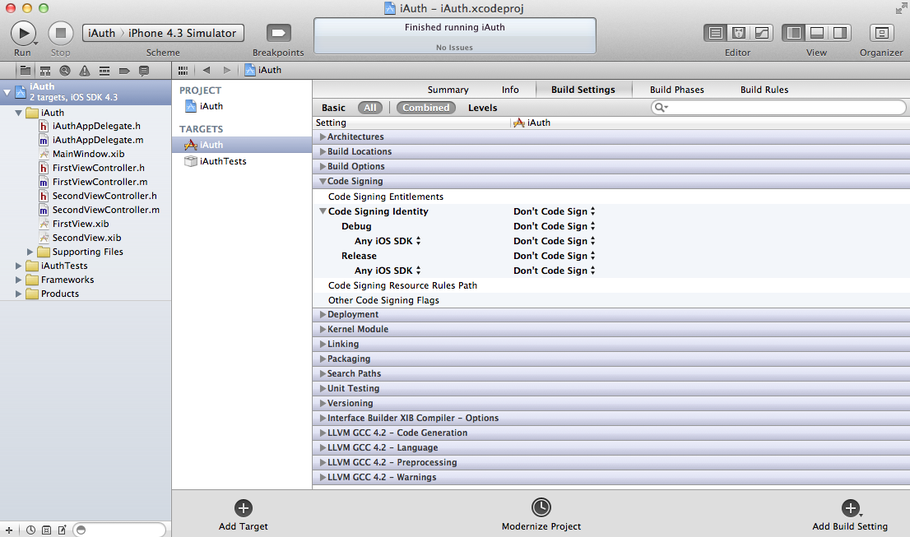 iAuth – iAuth.xcodeproj
Run
Stop
iAuth
iPhone 4.3 Simulator
Scheme
Breakpoints
Finished running iAuth
No Issues
Editor
View
Organizer
iAuth
2 targets, iOS SDK 4.3
iAuth
h iAuthAppDelegate.h
m iAuthAppDelegate.m
MainWindow.xib
h FirstViewController.h
m FirstViewController.m
h SecondViewController.h
m SecondViewController.m
FirstView.xib
SecondView.xib
Supporting Files
iAuthTests
Frameworks
Products
iAuth
PROJECT
iAuth
TARGETS
iAuth
iAuthTests
Summary Info Build Settings Build Phases Build Rules
Basic All Combined Levels
Setting iAuth
Architectures
Build Locations
Build Options
Code Signing
Code Signing Entitlements
Code Signing Identity Don't Code Sign
Debug Don't Code Sign
Any iOS SDK Don't Code Sign
Release Don't Code Sign
Any iOS SDK Don't Code Sign
Code Signing Resource Rules Path
Other Code Signing Flags
Deployment
Kernel Module
Linking
Packaging
Search Paths
Unit Testing
Versioning
Interface Builder XIB Compiler – Options
LLVM GCC 4.2 – Code Generation
LLVM GCC 4.2 – Language
LLVM GCC 4.2 – Preprocessing
LLVM GCC 4.2 – Warnings
Add Target
Modernize Project
Add Build Setting